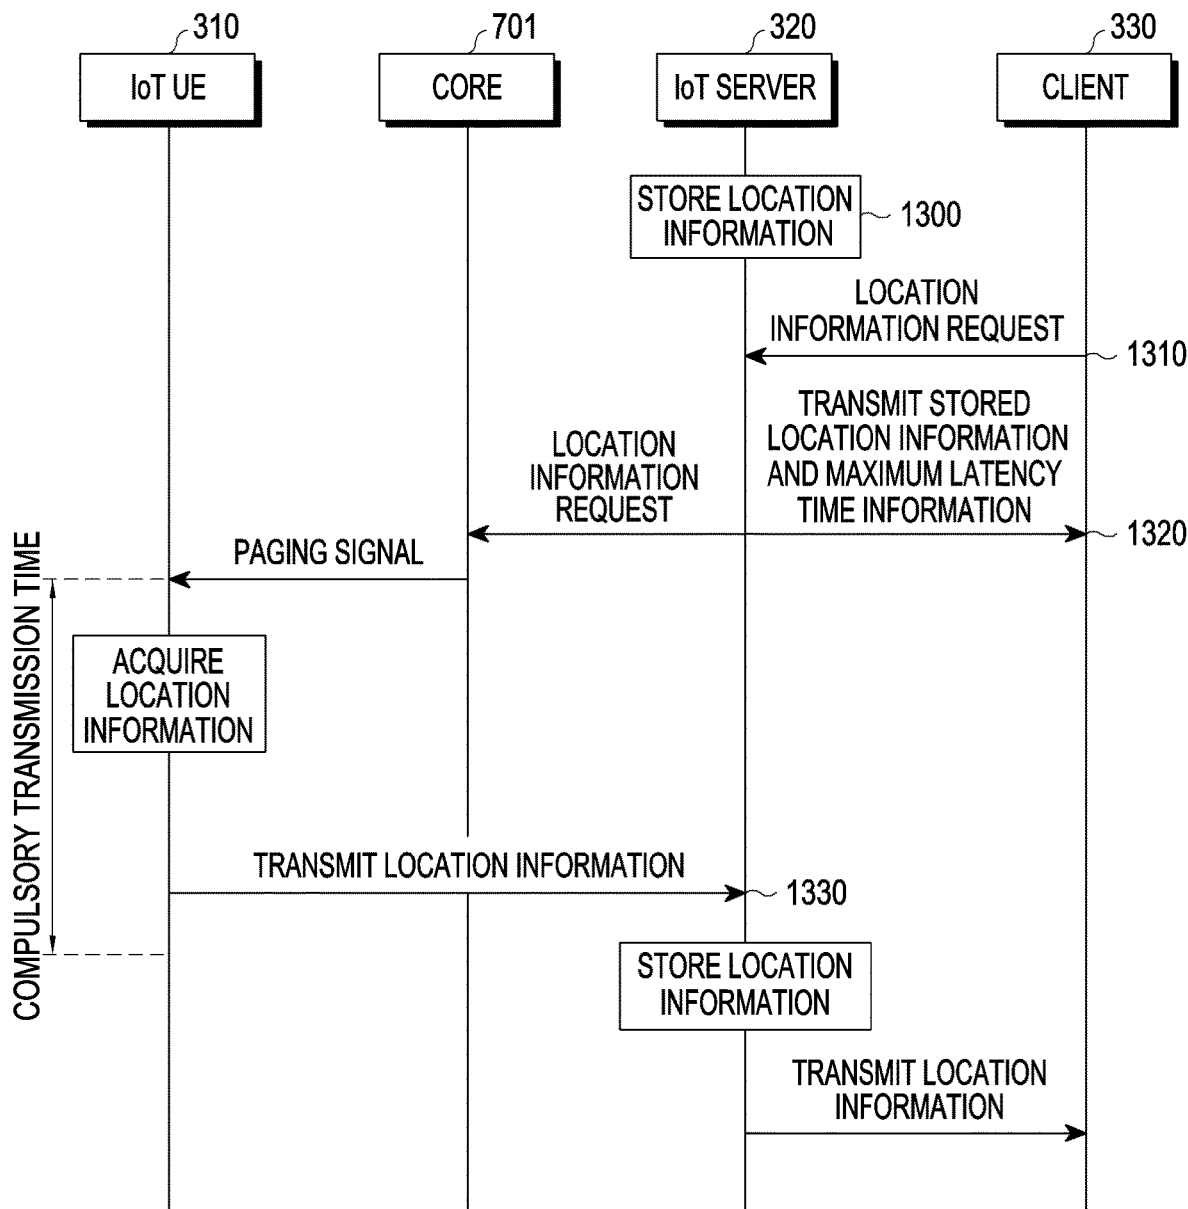 310
701
320
330
IoT UE
CORE
IoT SERVER
CLIENT
STORE LOCATION
INFORMATION
1300
LOCATION
INFORMATION REQUEST
1310
TRANSMIT STORED
LOCATION INFORMATION
AND MAXIMUM LATENCY
TIME INFORMATION
LOCATION
INFORMATION
REQUEST
1320
PAGING SIGNAL
COMPULSORY TRANSMISSION TIME
ACQUIRE
LOCATION
INFORMATION
TRANSMIT LOCATION INFORMATION
1330
STORE LOCATION
INFORMATION
TRANSMIT LOCATION
INFORMATION